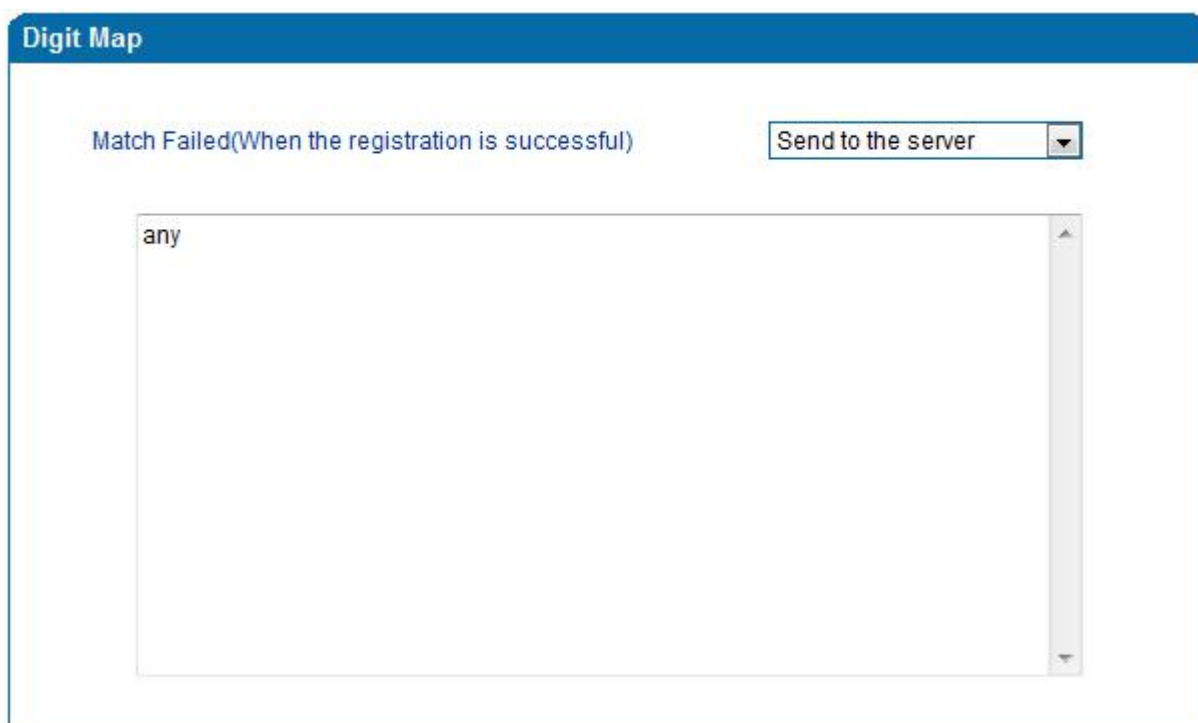 Digit Map
Match Failed(When the registration is successful) Send to the server
any